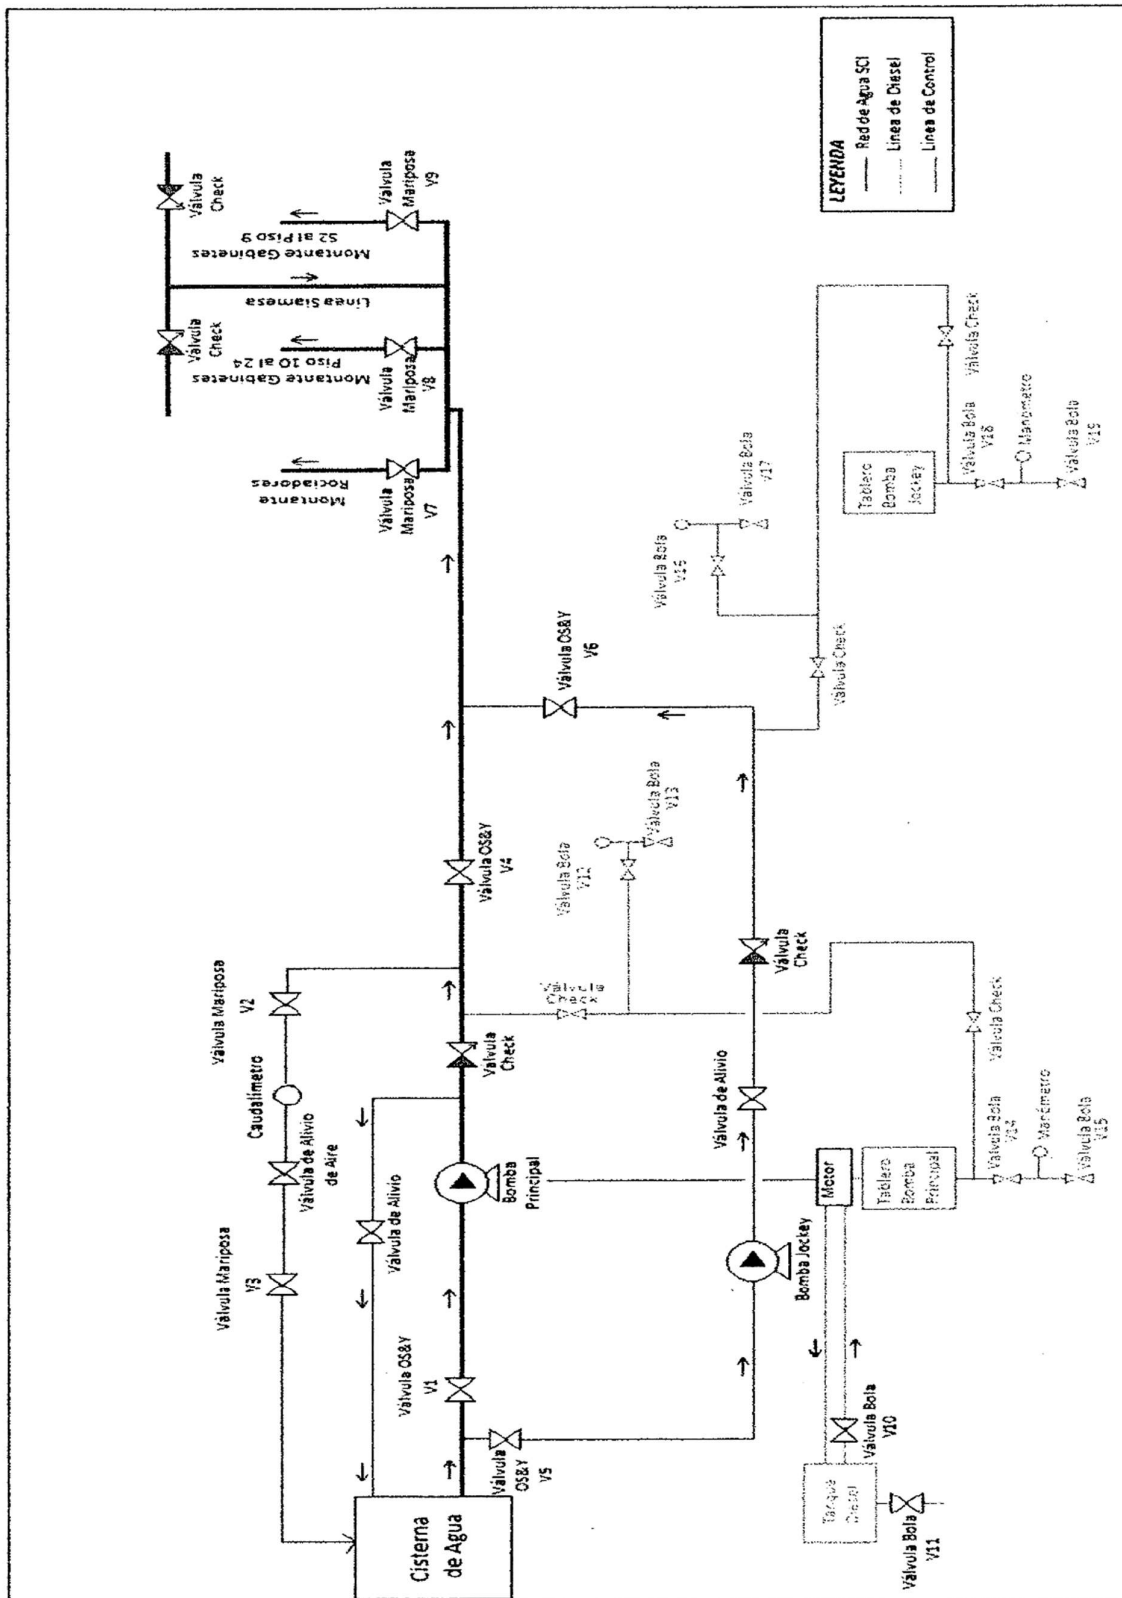 Cisterna
de Agua
Válvula Mariposa
V3
Válvula de Alivio
de Aire
Caudalímetro
Válvula Mariposa
V2
Válvula de Alivio
Válvula OS&Y
V1
Bomba
Principal
Válvula
Check
Válvula OS&Y
V4
Válvula
OS&Y
V5
Bomba Jockey
Válvula de Alivio
Válvula
Check
Válvula OS&Y
V6
Montante
Rociadores
Válvula
Mariposa
V7
Montante Gabinetes
Piso 10 al 24
Válvula
Mariposa
V8
Línea Siamesa
Montante Gabinetes
S2 al Piso 9
Válvula
Mariposa
V9
Válvula
Check
Válvula
Check
Válvula Bola
V12
Válvula Bola
V13
Válvula Bola
V16
Válvula Bola
V17
Válvula Check
Válvula Check
Tablero
Bomba
Jockey
Válvula Bola
V18
Manómetro
Válvula Bola
V19
Motor
Tablero
Bomba
Principal
Válvula Check
Válvula Bola
V14
Manómetro
Válvula Bola
V15
Tanque
Diesel
Válvula Bola
V10
Válvula Bola
V11
LEYENDA
Red de Agua SCI
Línea de Diesel
Línea de Control